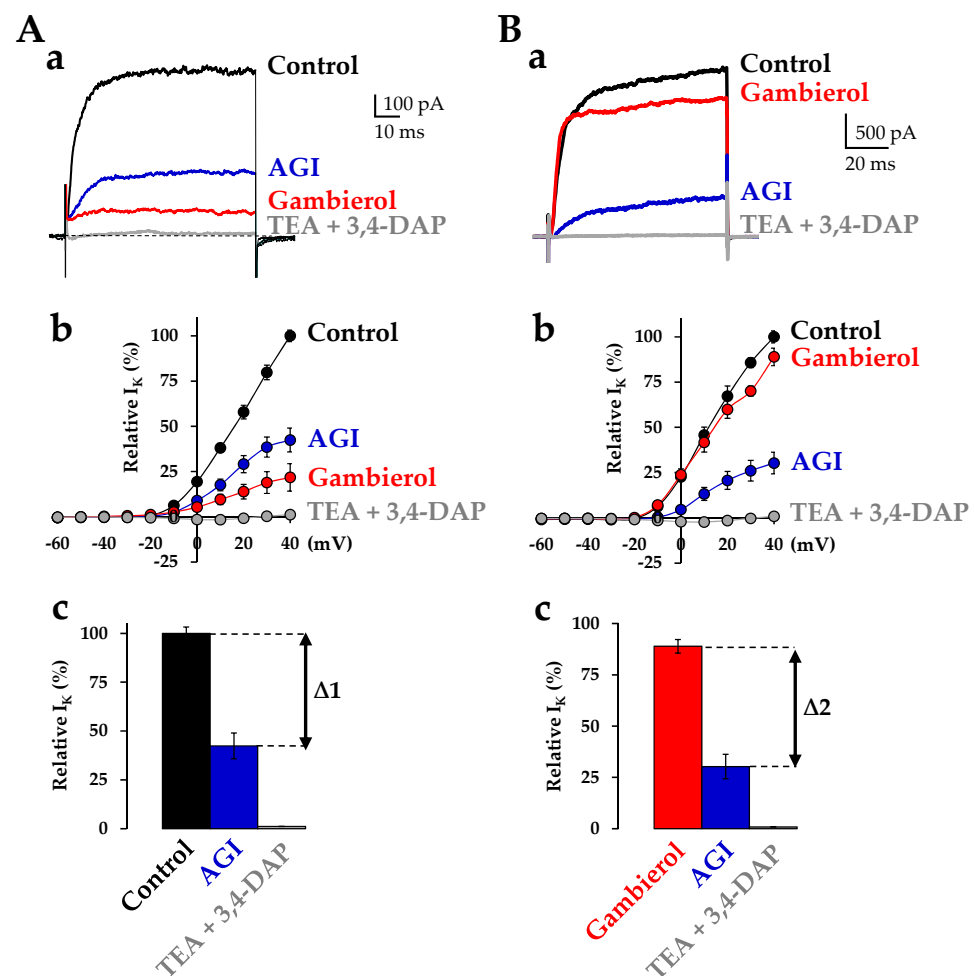 A
a
Control
100 pA
10 ms
AGI
Gambierol
TEA + 3,4-DAP
b
Relative I_K (%)
100
75
50
25
-25
-60 -40 -20 0 20 40 (mV)
Control
AGI
Gambierol
TEA + 3,4-DAP
c
Relative I_K (%)
100
75
50
25
0
Δ1
Control
AGI
TEA + 3,4-DAP
B
a
Control
Gambierol
500 pA
20 ms
AGI
TEA + 3,4-DAP
b
Relative I_K (%)
100
75
50
25
-25
-60 -40 -20 0 20 40 (mV)
Control
Gambierol
AGI
TEA + 3,4-DAP
c
Relative I_K (%)
100
75
50
25
0
Δ2
Gambierol
AGI
TEA + 3,4-DAP